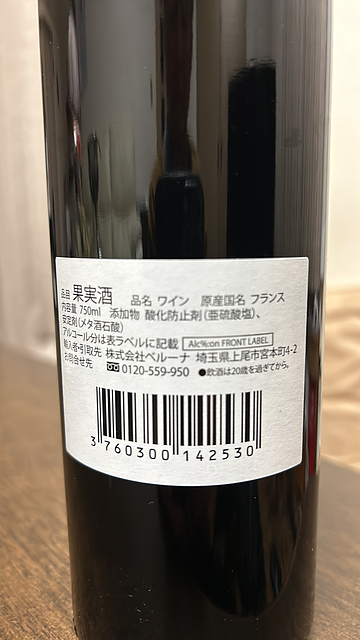 品目 果実酒 品名 ワイン 原産国名 フランス
内容量 750ml 添加物 酸化防止剤(亜硫酸塩)、
安定剤(メタ酒石酸)
アルコール分は表ラベルに記載 Alc%:on FRONT LABEL
輸入者・引取先 株式会社ベルーナ 埼玉県上尾市宮本町4-2
お問合せ先 0120-559-950 ●飲酒は20歳を過ぎてから。
3 760300 142530